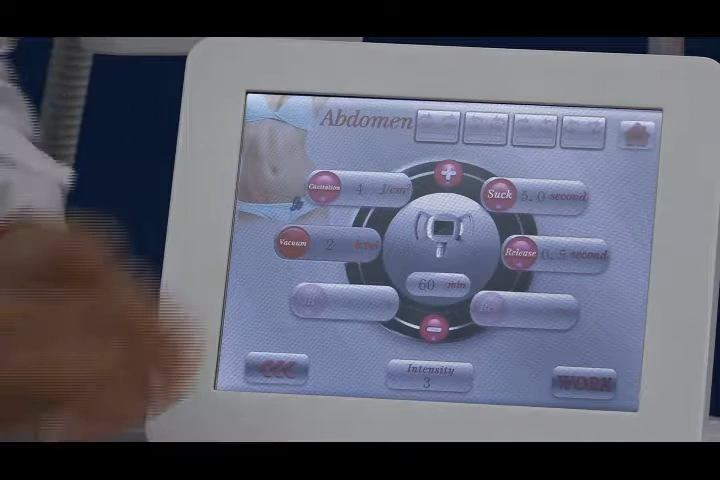 Abdomen
Cavitation 4 J/cm²
Suck 5.0 second
Vacuum 2 level
Release 0.5 second
60 min
Intensity
3
WORK